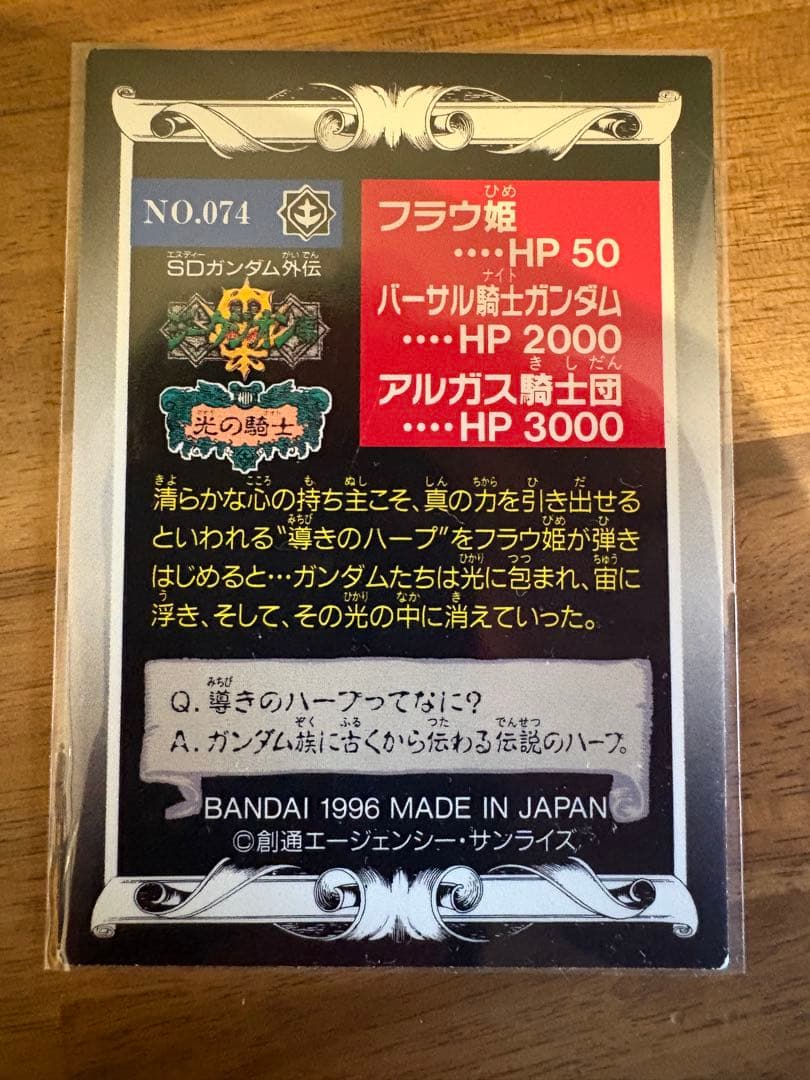 NO.074
SDガンダム外伝
ジークジオン編
光の騎士
フラウ姫
‥‥HP 50
バーサル騎士ガンダム
‥‥HP 2000
アルガス騎士団
‥‥HP 3000
清らかな心の持ち主こそ、真の力を引き出せる
といわれる“導きのハープ”をフラウ姫が弾き
はじめると…ガンダムたちは光に包まれ、宙に
浮き、そして、その光の中に消えていった。
Q. 導きのハープってなに?
A. ガンダム族に古くから伝わる伝説のハープ。
BANDAI 1996 MADE IN JAPAN
©創通エージェンシー・サンライズ